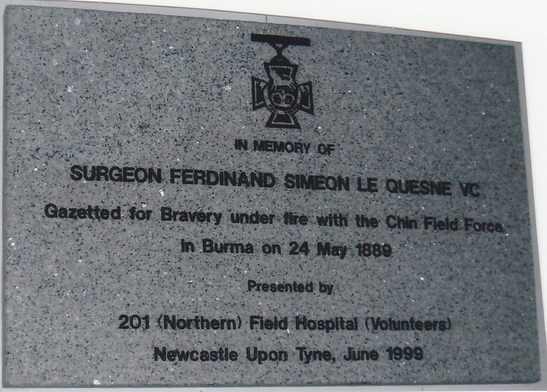 IN MEMORY OF
SURGEON FERDINAND SIMEON LE QUESNE VC
Gazetted for Bravery under fire with the Chin Field Force
in Burma on 24 May 1889
Presented by
201 (Northern) Field Hospital (Volunteers)
Newcastle Upon Tyne, June 1999